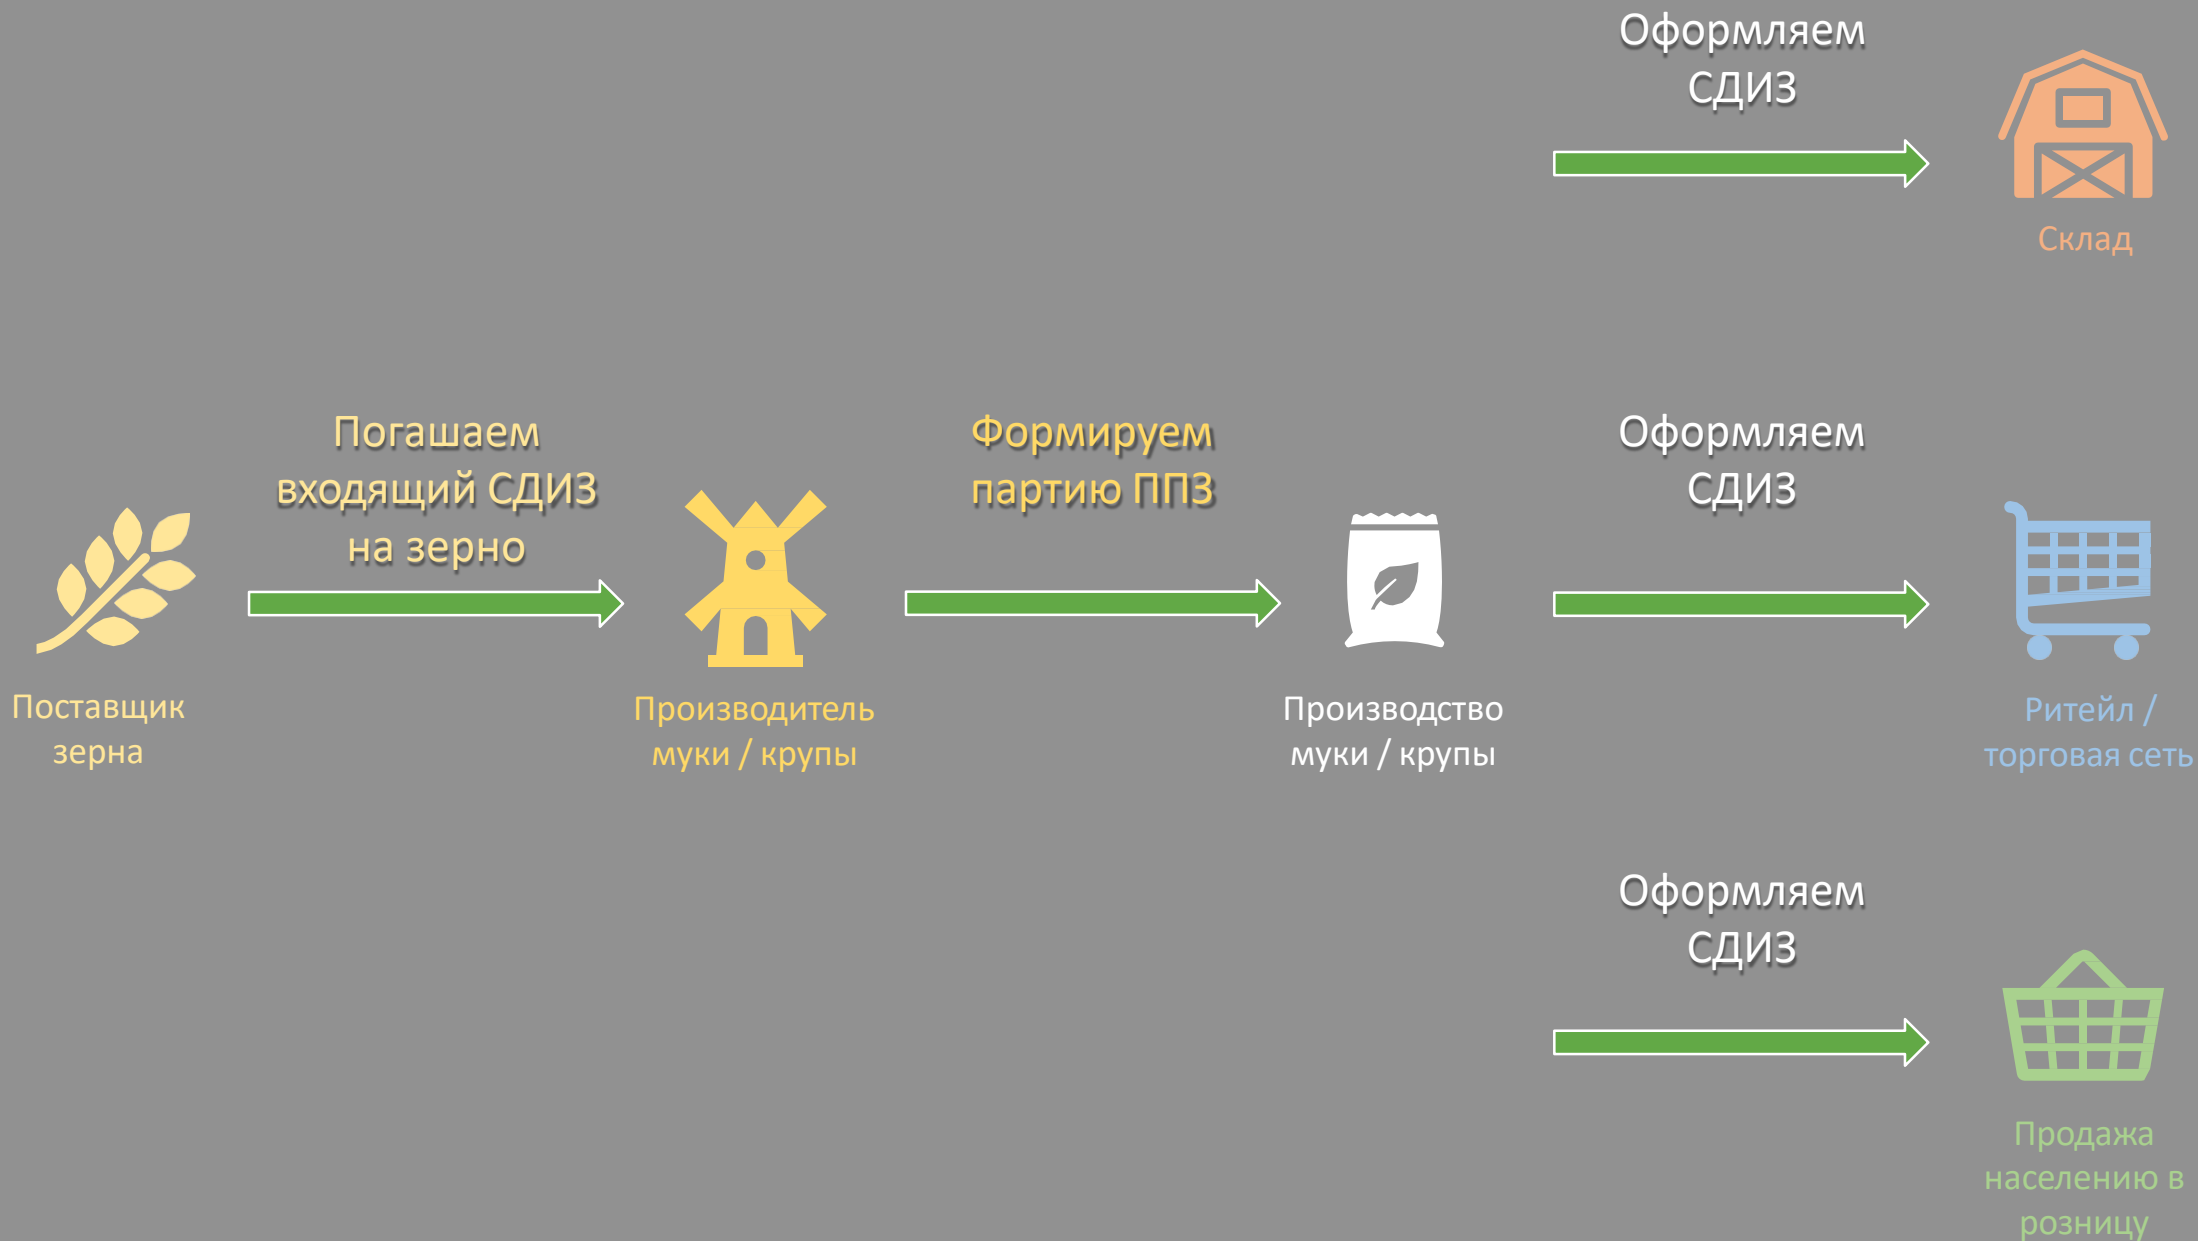 Оформляем
СДИЗ
Склад
Погашаем
входящий СДИЗ
на зерно
Формируем
партию ППЗ
Оформляем
СДИЗ
Поставщик
зерна
Производитель
муки / крупы
Производство
муки / крупы
Ритейл /
торговая сеть
Оформляем
СДИЗ
Продажа
населению в
розницу